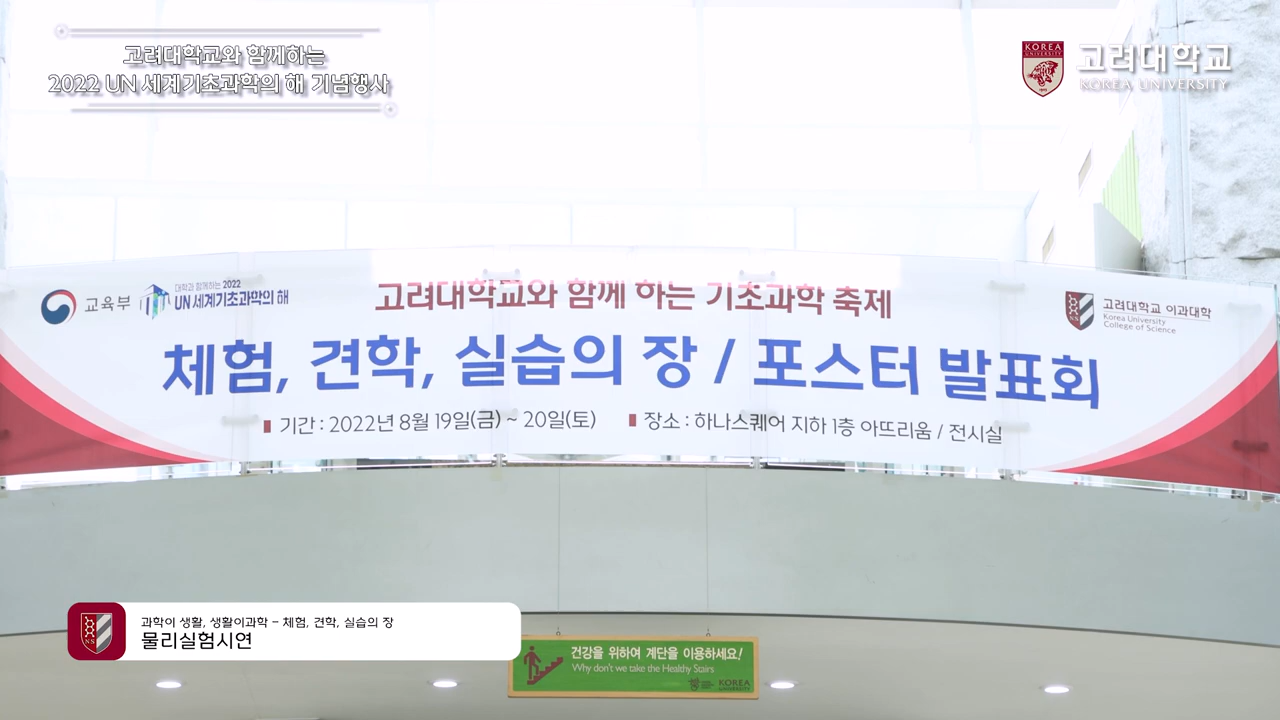 고려대학교와 함께하는
2022 UN 세계기초과학의 해 기념행사
KOREA
UNIVERSITY
고려대학교
KOREA UNIVERSITY
교육부
대학과 함께하는 2022
UN 세계기초과학의 해
고려대학교와 함께 하는 기초과학 축제
고려대학교 이과대학
Korea University
College of Science
체험, 견학, 실습의 장 / 포스터 발표회
기간 : 2022년 8월 19일(금) ~ 20일(토)
장소 : 하나스퀘어 지하 1층 아뜨리움 / 전시실
과학이 생활, 생활이과학 - 체험, 견학, 실습의 장
물리실험시연
NS
건강을 위하여 계단을 이용하세요!
Why don't we take the Healthy Stairs
KOREA
UNIVERSITY